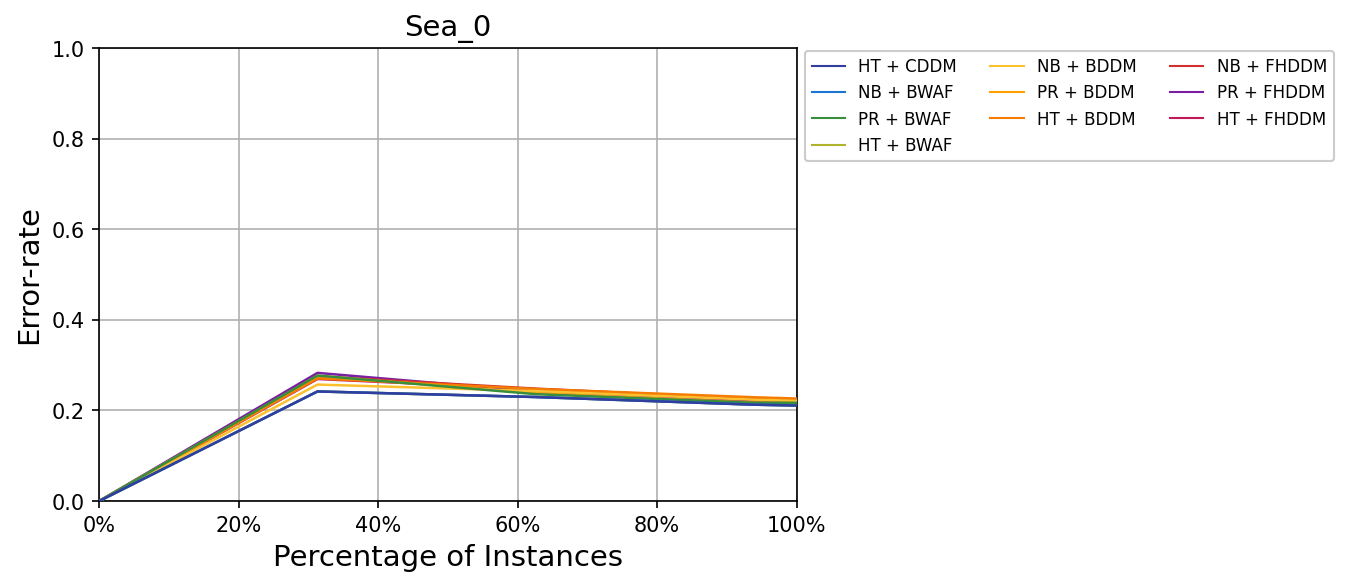 Sea_0
1.0
0.8
0.6
0.4
0.2
0.0
Error-rate
0%
20%
40%
60%
80%
100%
Percentage of Instances
HT + CDDM
NB + BWAF
PR + BWAF
HT + BWAF
NB + BDDM
PR + BDDM
HT + BDDM
NB + FHDDM
PR + FHDDM
HT + FHDDM